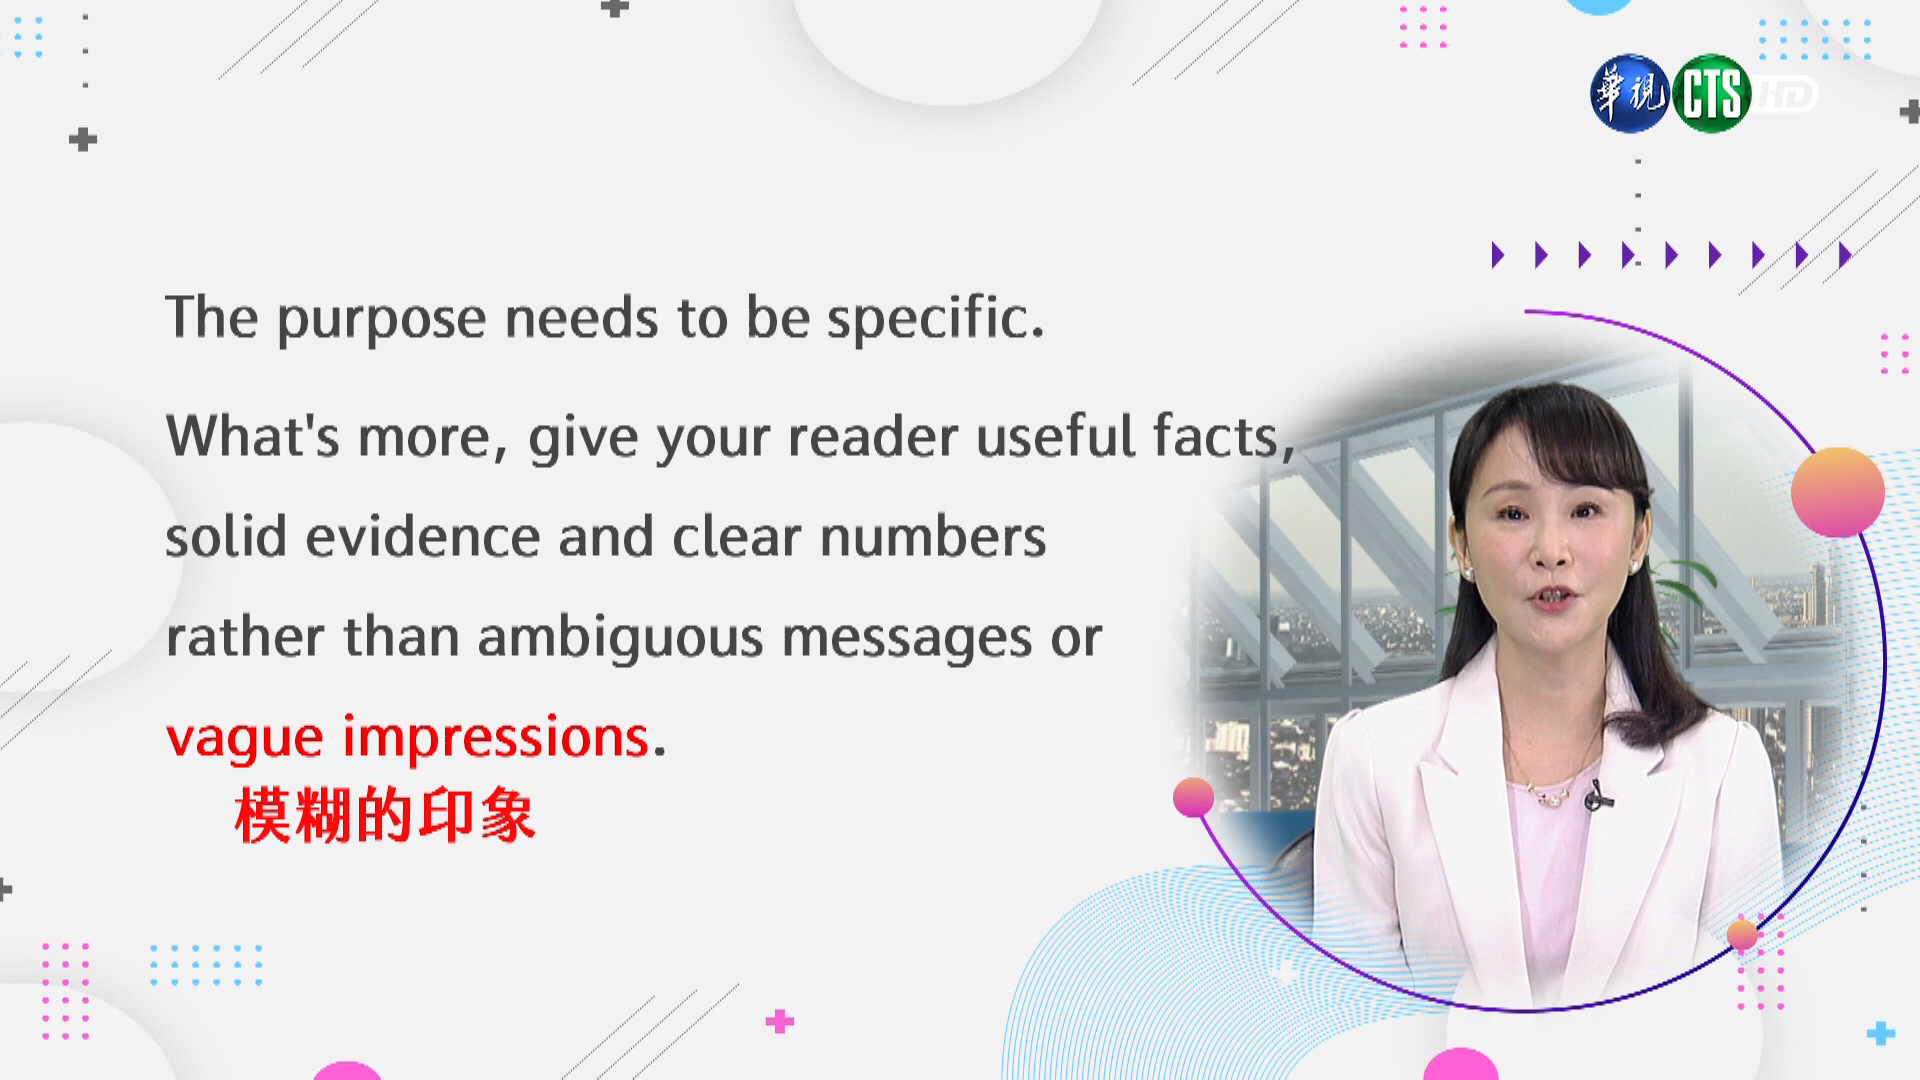 華視 CTS HD
The purpose needs to be specific.
What's more, give your reader useful facts,
solid evidence and clear numbers
rather than ambiguous messages or
vague impressions.
模糊的印象